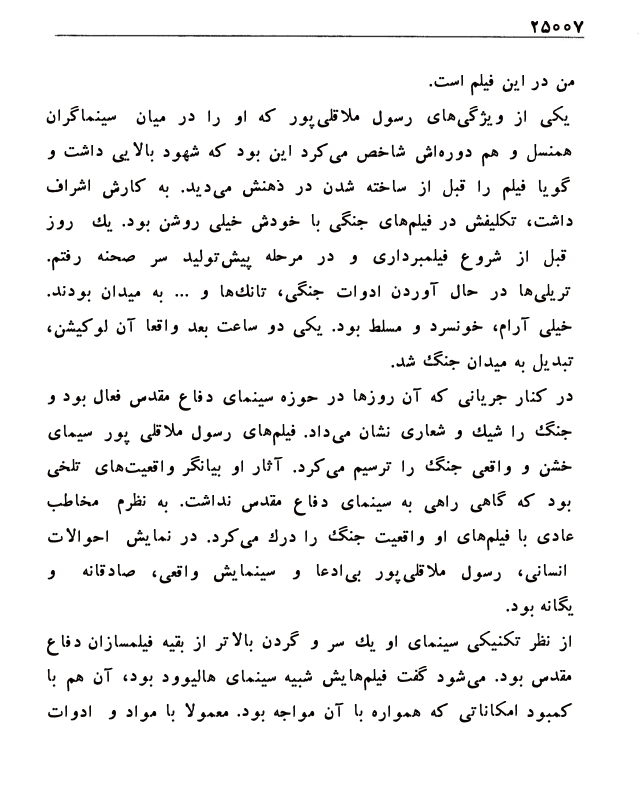 ۲۵۰۰۷
من در این فیلم است.
یکی از ویژگی‌های رسول ملاقلی‌پور که او را در میان سینماگران
همنسل و هم دوره‌اش شاخص می‌کرد این بود که شهود بالایی داشت و
گویا فیلم را قبل از ساخته شدن در ذهنش می‌دید. به کارش اشراف
داشت، تکلیفش در فیلم‌های جنگی با خودش خیلی روشن بود. یك روز
قبل از شروع فیلمبرداری و در مرحله پیش‌تولید سر صحنه رفتم.
تریلی‌ها در حال آوردن ادوات جنگی، تانك‌ها و ... به میدان بودند.
خیلی آرام، خونسرد و مسلط بود. یکی دو ساعت بعد واقعا آن لوکیشن،
تبدیل به میدان جنگ شد.
در کنار جریانی که آن روزها در حوزه سینمای دفاع مقدس فعال بود و
جنگ را شیك و شعاری نشان می‌داد. فیلم‌های رسول ملاقلی پور سیمای
خشن و واقعی جنگ را ترسیم می‌کرد. آثار او بیانگر واقعیت‌های تلخی
بود که گاهی راهی به سینمای دفاع مقدس نداشت. به نظرم مخاطب
عادی با فیلم‌های او واقعیت جنگ را درك می‌کرد. در نمایش احوالات
انسانی، رسول ملاقلی‌پور بی‌ادعا و سینمایش واقعی، صادقانه و
یگانه بود.
از نظر تکنیکی سینمای او یك سر و گردن بالاتر از بقیه فیلمسازان دفاع
مقدس بود. می‌شود گفت فیلم‌هایش شبیه سینمای هالیوود بود، آن هم با
کمبود امکاناتی که همواره با آن مواجه بود. معمولا با مواد و ادوات